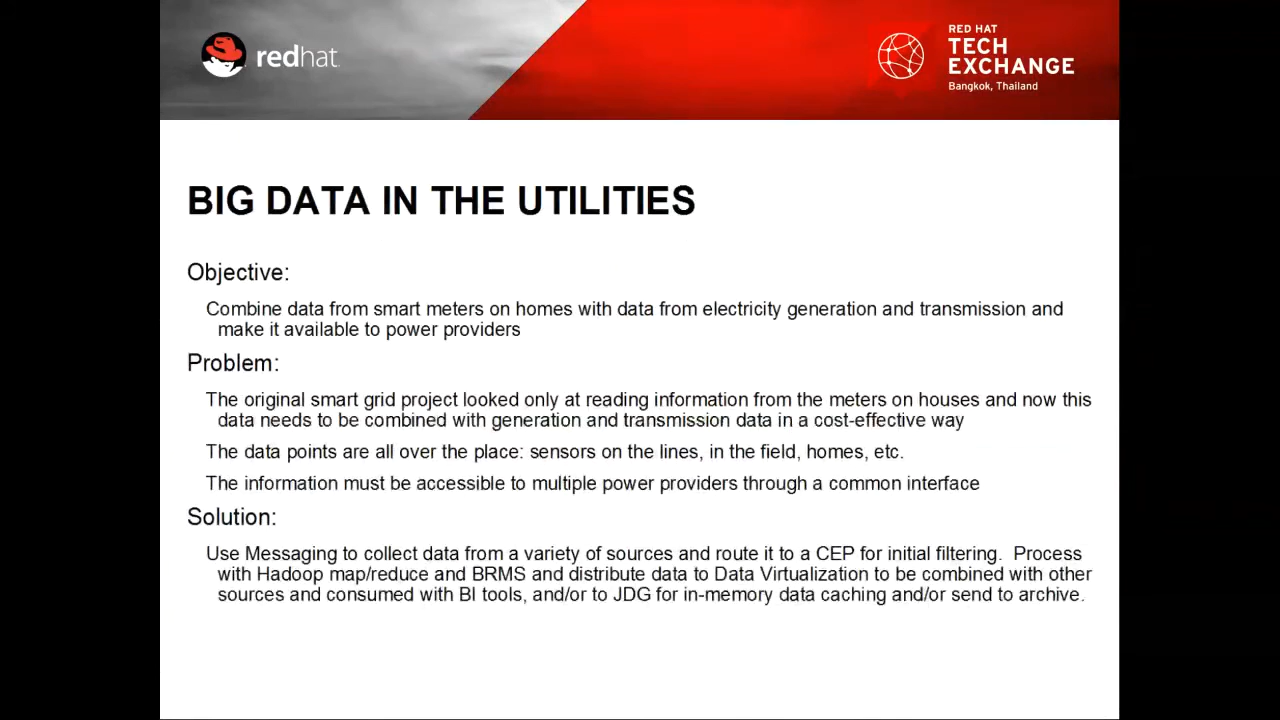 redhat.
RED HAT
TECH
EXCHANGE
Bangkok, Thailand
BIG DATA IN THE UTILITIES
Objective:
Combine data from smart meters on homes with data from electricity generation and transmission and
make it available to power providers
Problem:
The original smart grid project looked only at reading information from the meters on houses and now this
data needs to be combined with generation and transmission data in a cost-effective way
The data points are all over the place: sensors on the lines, in the field, homes, etc.
The information must be accessible to multiple power providers through a common interface
Solution:
Use Messaging to collect data from a variety of sources and route it to a CEP for initial filtering.  Process
with Hadoop map/reduce and BRMS and distribute data to Data Virtualization to be combined with other
sources and consumed with BI tools, and/or to JDG for in-memory data caching and/or send to archive.